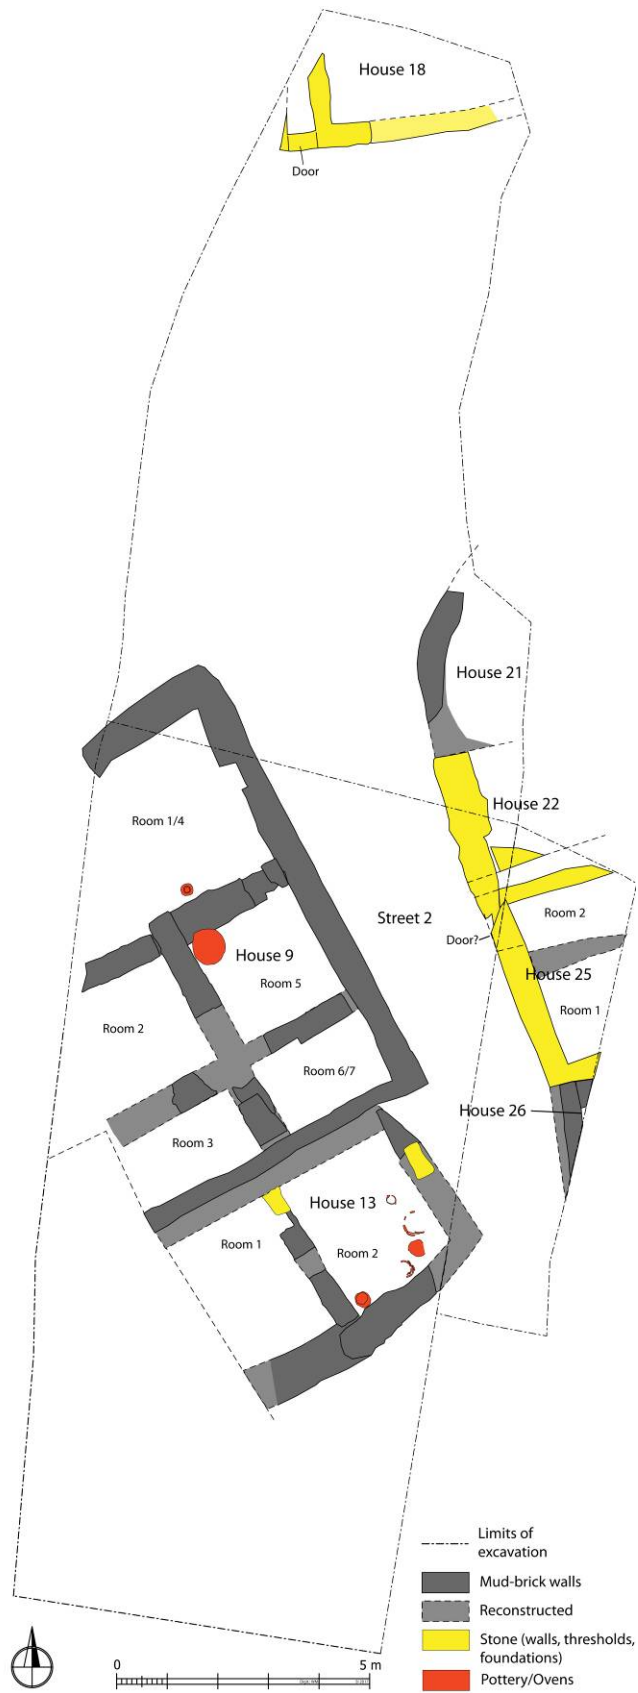 House 18
Door
House 21
House 22
Room 1/4
Street 2
Room 2
Door?
House 9
House 25
Room 5
Room 1
Room 2
Room 6/7
House 26
Room 3
House 13
Room 1
Room 2
Limits of
excavation
Mud-brick walls
Reconstructed
Stone (walls, thresholds,
foundations)
Pottery/Ovens
0
5 m